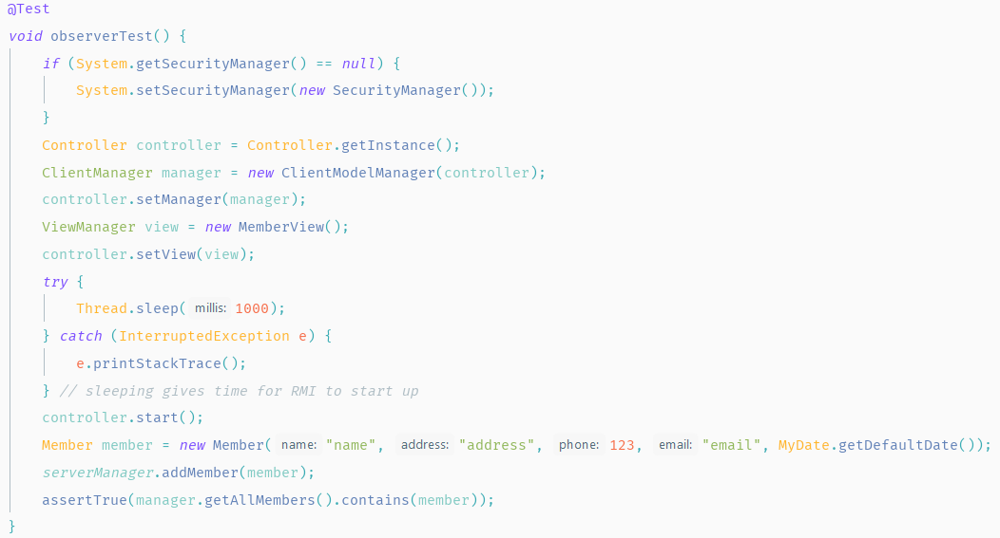 @Test
void observerTest() {
    if (System.getSecurityManager() == null) {
        System.setSecurityManager(new SecurityManager());
    }
    Controller controller = Controller.getInstance();
    ClientManager manager = new ClientModelManager(controller);
    controller.setManager(manager);
    ViewManager view = new MemberView();
    controller.setView(view);
    try {
        Thread.sleep( millis: 1000);
    } catch (InterruptedException e) {
        e.printStackTrace();
    } // sleeping gives time for RMI to start up
    controller.start();
    Member member = new Member( name: "name", address: "address", phone: 123, email: "email", MyDate.getDefaultDate());
    serverManager.addMember(member);
    assertTrue(manager.getAllMembers().contains(member));
}